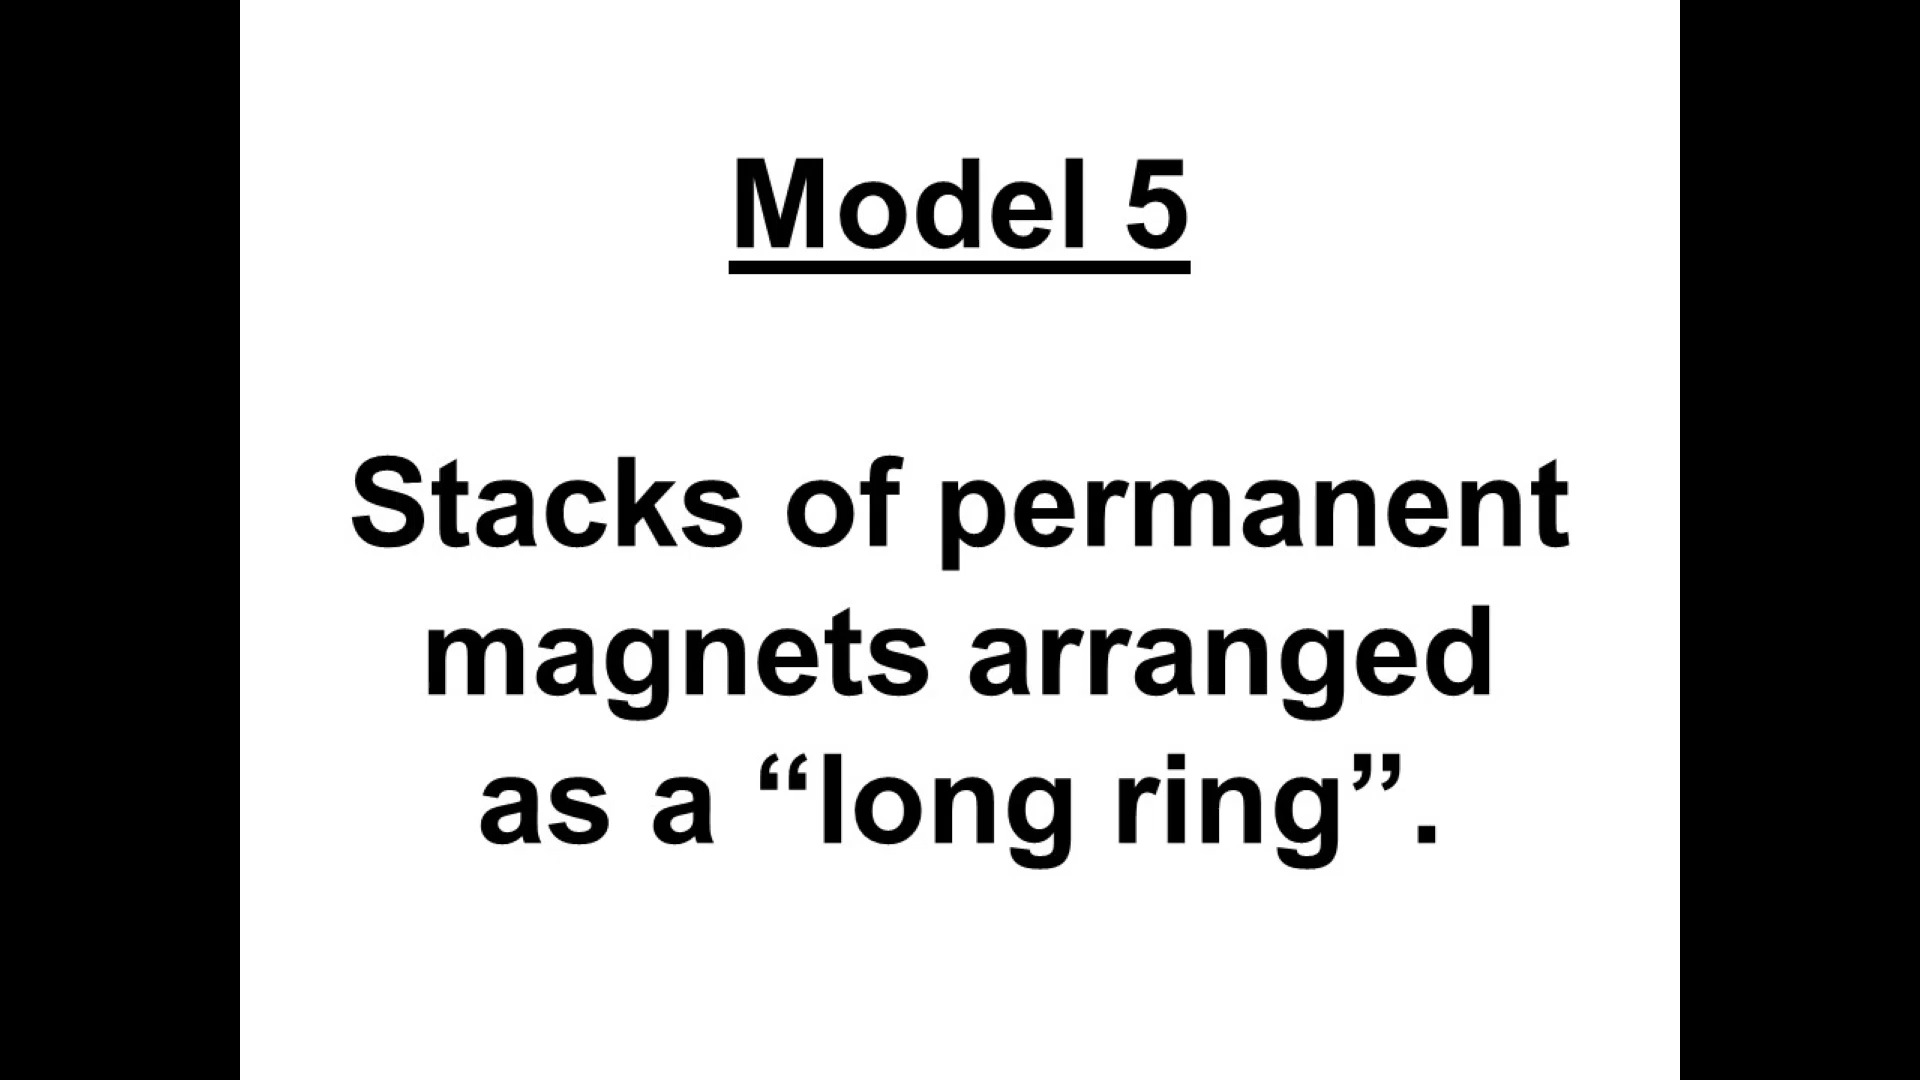 Model 5
Stacks of permanent
magnets arranged
as a “long ring”.